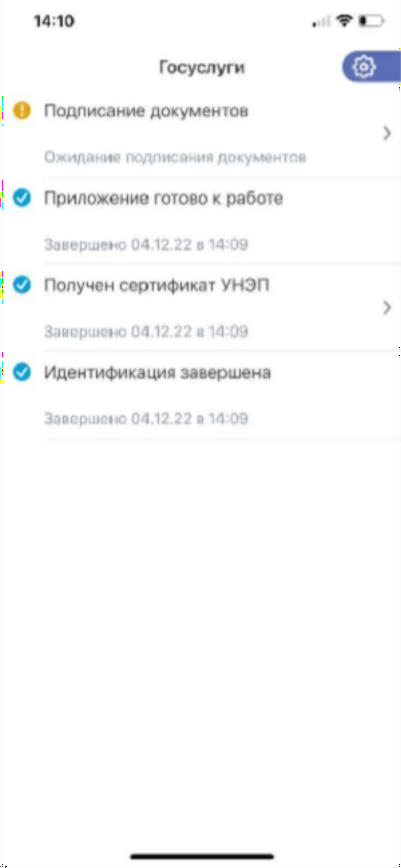 14:10
Госуслуги
Подписание документов
Ожидание подписания документов
Приложение готово к работе
Завершено 04.12.22 в 14:09
Получен сертификат УНЭП
Завершено 04.12.22 в 14:09
Идентификация завершена
Завершено 04.12.22 в 14:09